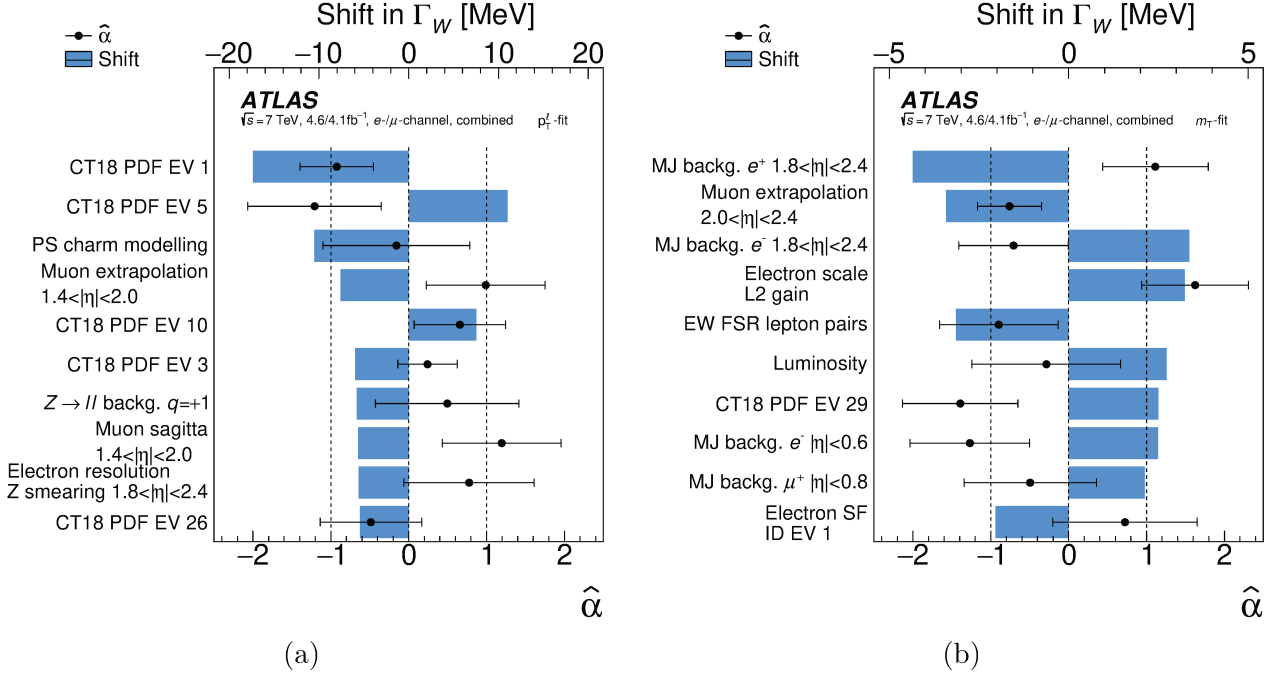 Shift in Γ_W [MeV]
α̂
Shift
−20 −10 0 10 20
ATLAS
√s = 7 TeV, 4.6/4.1fb⁻¹, e-/μ-channel, combined p_T^ℓ-fit
CT18 PDF EV 1
CT18 PDF EV 5
PS charm modelling
Muon extrapolation
1.4<|η|<2.0
CT18 PDF EV 10
CT18 PDF EV 3
Z → ll backg. q=+1
Muon sagitta
1.4<|η|<2.0
Electron resolution
Z smearing 1.8<|η|<2.4
CT18 PDF EV 26
−2 −1 0 1 2
α̂
(a)
Shift in Γ_W [MeV]
α̂
Shift
−5 0 5
ATLAS
√s = 7 TeV, 4.6/4.1fb⁻¹, e-/μ-channel, combined m_T-fit
MJ backg. e⁺ 1.8<|η|<2.4
Muon extrapolation
2.0<|η|<2.4
MJ backg. e⁻ 1.8<|η|<2.4
Electron scale
L2 gain
EW FSR lepton pairs
Luminosity
CT18 PDF EV 29
MJ backg. e⁻ |η|<0.6
MJ backg. μ⁺ |η|<0.8
Electron SF
ID EV 1
−2 −1 0 1 2
α̂
(b)